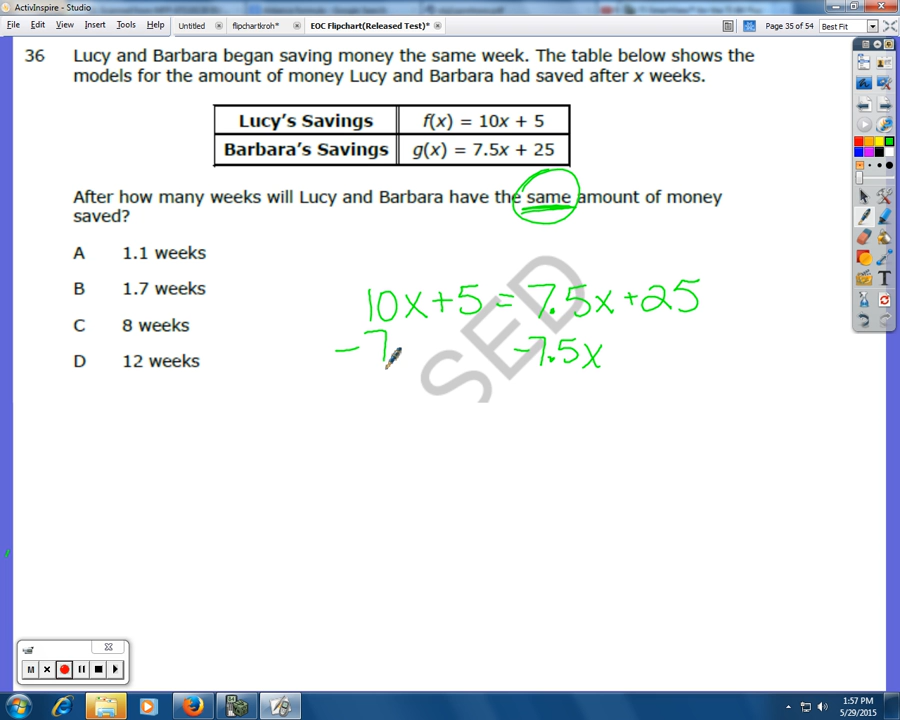 ActivInspire - Studio
File Edit View Insert Tools Help
Untitled
flipchartkroh*
EOC Flipchart(Released Test)*
Page 35 of 54
Best Fit
36 Lucy and Barbara began saving money the same week. The table below shows the
models for the amount of money Lucy and Barbara had saved after x weeks.
Lucy's Savings f(x) = 10x + 5
Barbara's Savings g(x) = 7.5x + 25
After how many weeks will Lucy and Barbara have the same amount of money
saved?
A 1.1 weeks
B 1.7 weeks
C 8 weeks
D 12 weeks
10x+5 = 7.5x+25
-7 -7.5x
SED
T
M
1:57 PM
5/29/2015